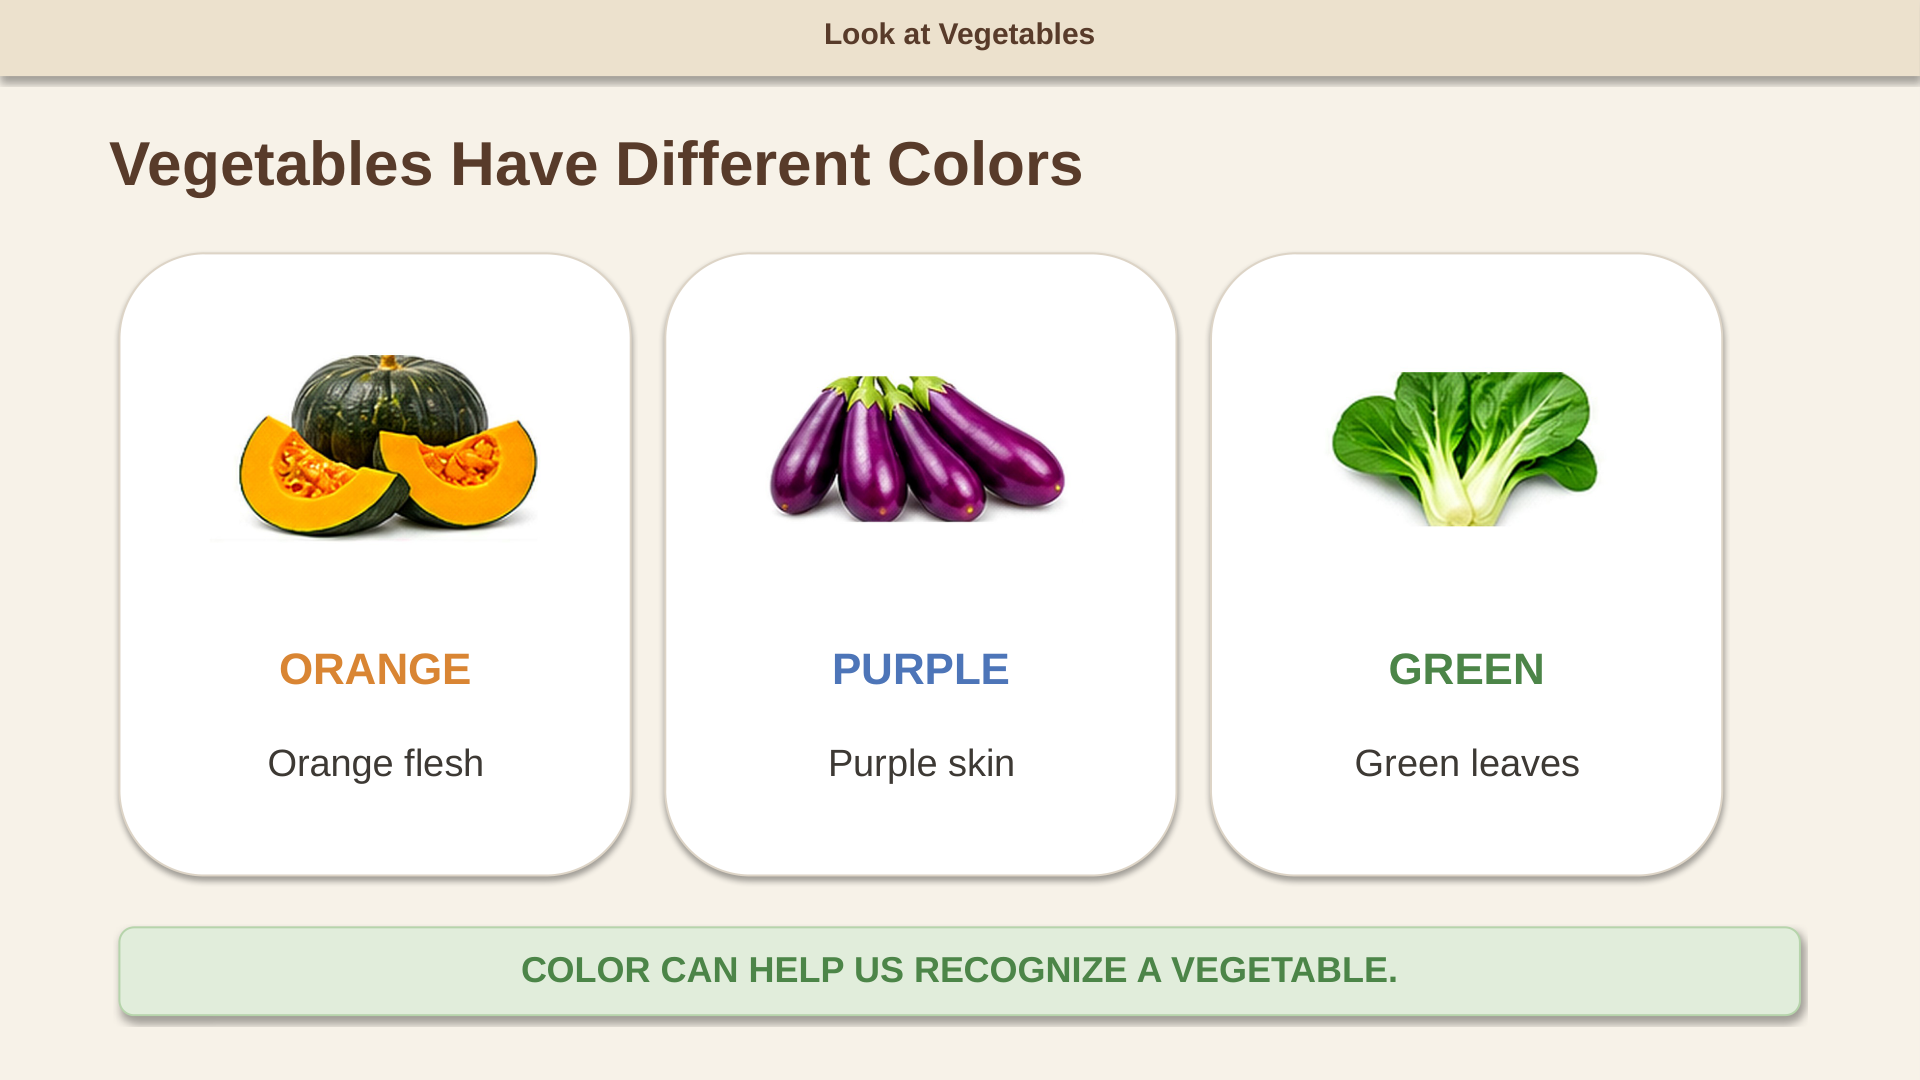 Look at Vegetables
Vegetables Have Different Colors
ORANGE
Orange flesh
PURPLE
Purple skin
GREEN
Green leaves
COLOR CAN HELP US RECOGNIZE A VEGETABLE.